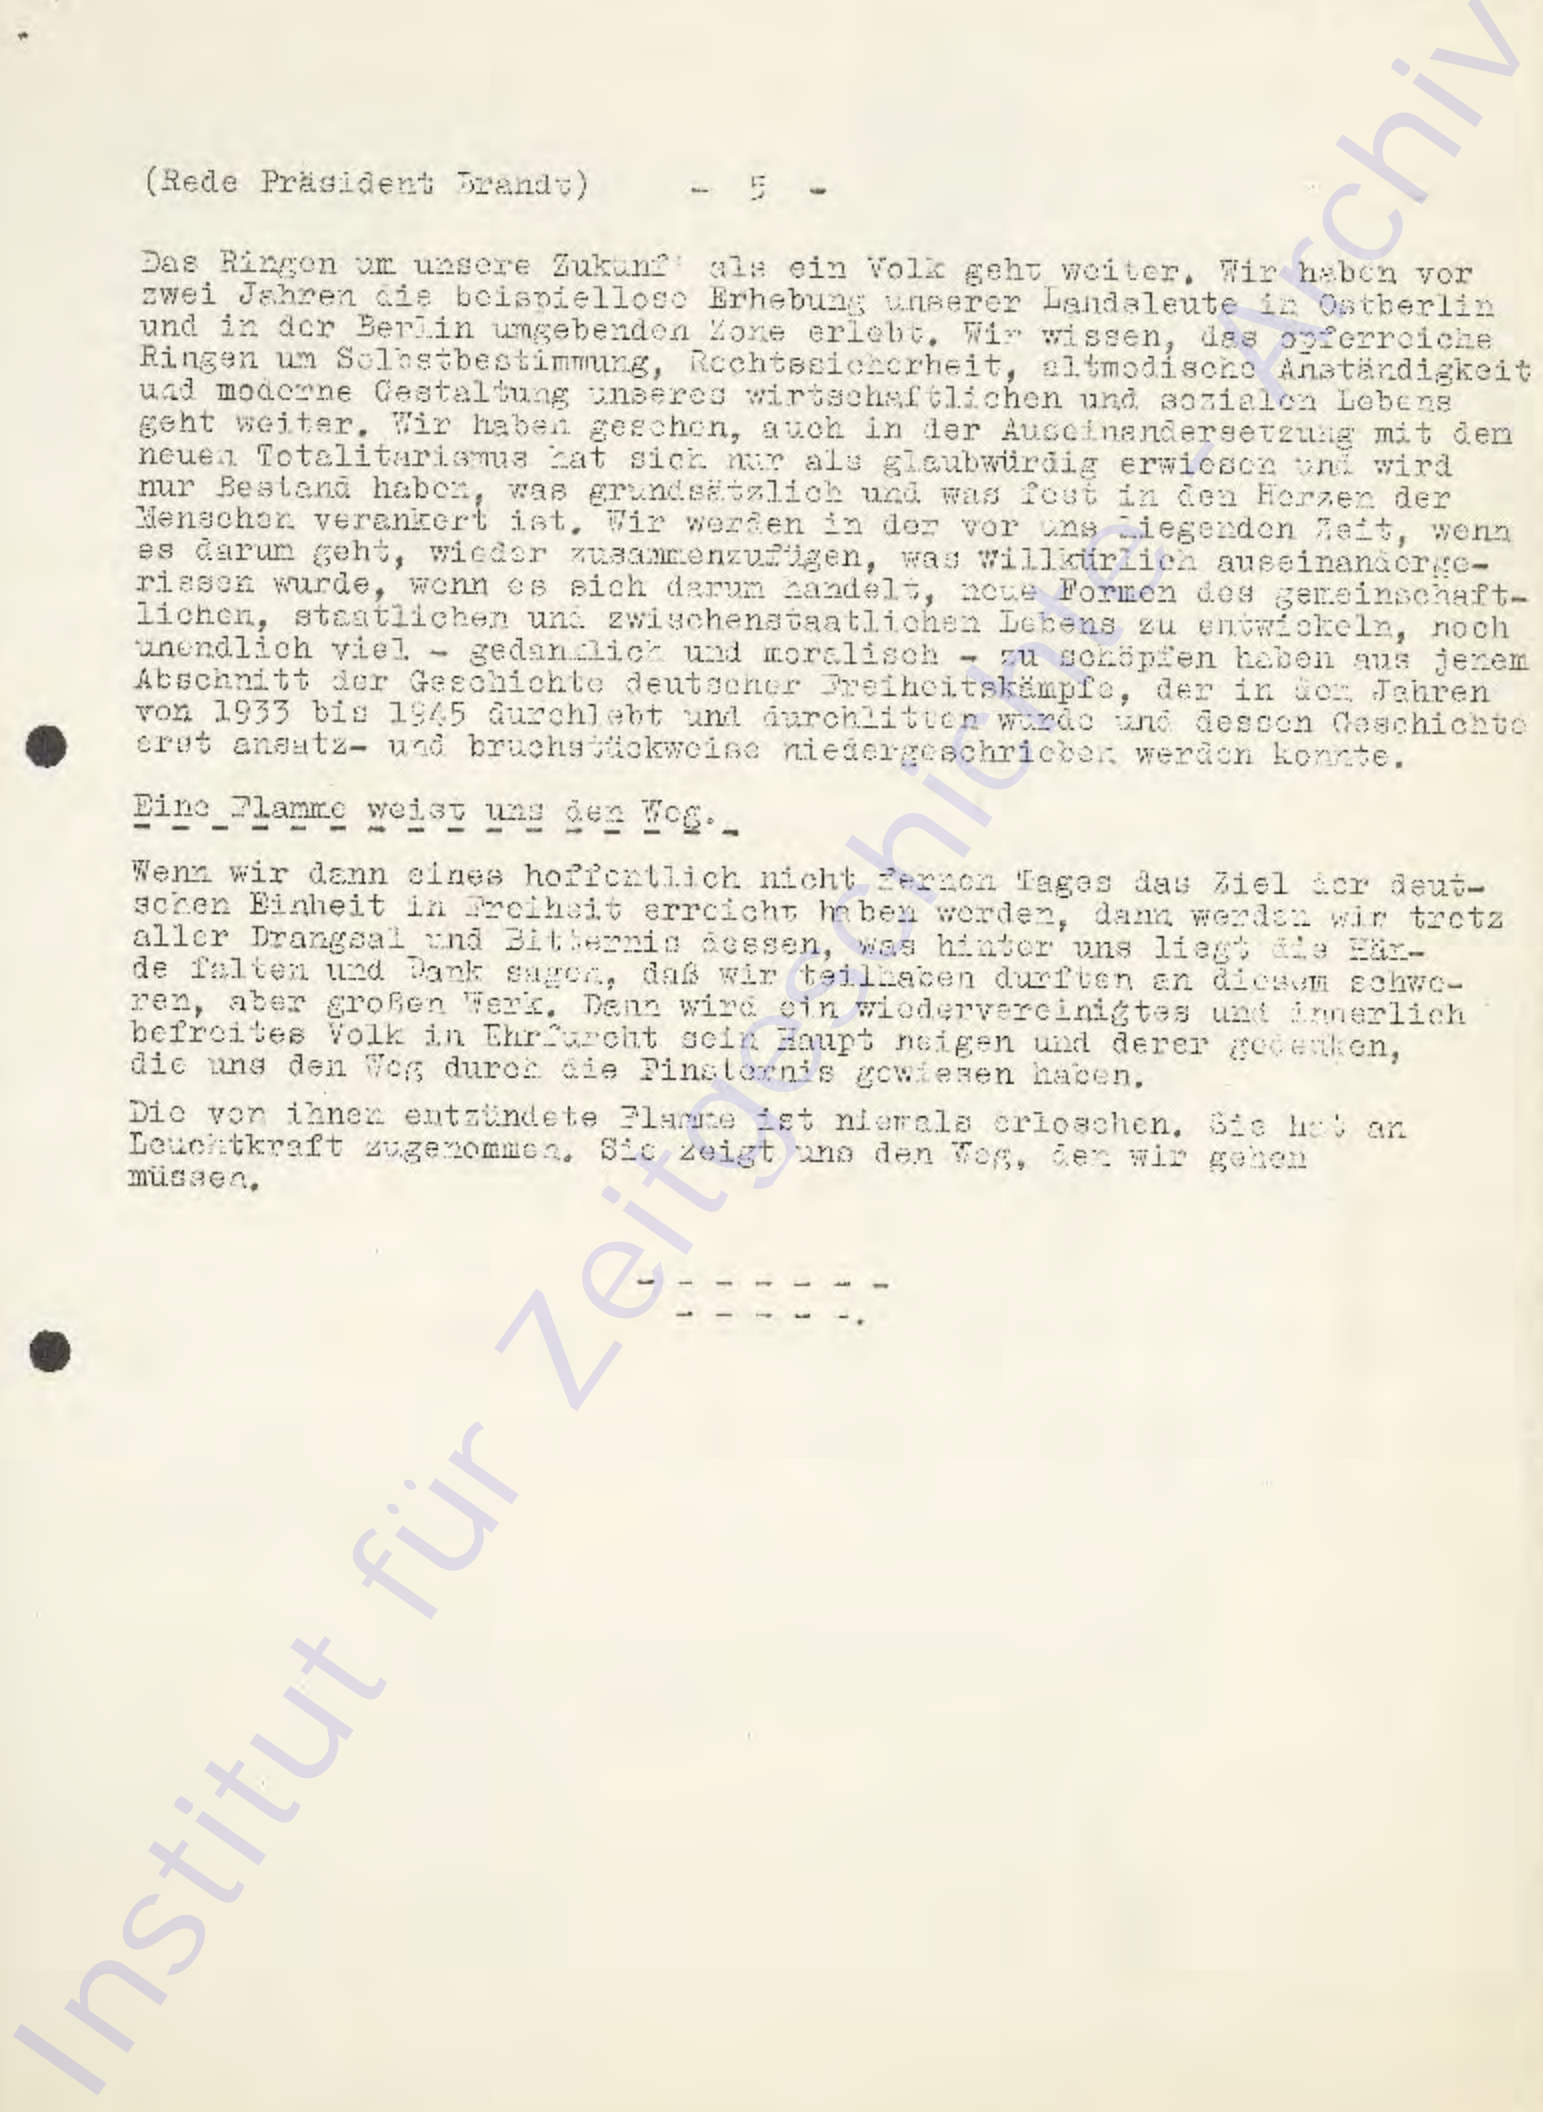 (Rede Präsident Brandt) - 5 -
Das Ringen um unsere Zukunft als ein Volk geht weiter. Wir haben vor
zwei Jahren die beispiellose Erhebung unserer Landsleute in Ostberlin
und in der Berlin umgebenden Zone erlebt. Wir wissen, das opferreiche
Ringen um Selbstbestimmung, Rechtssicherheit, altmodische Anständigkeit
und moderne Gestaltung unseres wirtschaftlichen und sozialen Lebens
geht weiter. Wir haben gesehen, auch in der Auseinandersetzung mit dem
neuen Totalitarismus hat sich nur als glaubwürdig erwiesen und wird
nur Bestand haben, was grundsätzlich und was fest in den Herzen der
Menschen verankert ist. Wir werden in der vor uns liegenden Zeit, wenn
es darum geht, wieder zusammenzufügen, was willkürlich auseinanderge-
rissen wurde, wenn es sich darum handelt, neue Formen des gemeinschaft-
lichen, staatlichen und zwischenstaatlichen Lebens zu entwickeln, noch
unendlich viel - gedanklich und moralisch - zu schöpfen haben aus jenem
Abschnitt der Geschichte deutscher Freiheitskämpfe, der in den Jahren
von 1933 bis 1945 durchlebt und durchlitten wurde und dessen Geschichte
erst ansatz- und bruchstückweise niedergeschrieben werden konnte.
Eine Flamme weist uns den Weg.
Wenn wir dann eines hoffentlich nicht fernen Tages das Ziel der deut-
schen Einheit in Freiheit erreicht haben werden, dann werden wir trotz
aller Drangsal und Bitternis dessen, was hinter uns liegt die Hän-
de falten und Dank sagen, daß wir teilhaben durften an diesem schwe-
ren, aber großen Werk. Dann wird ein wiedervereinigtes und innerlich
befreites Volk in Ehrfurcht sein Haupt neigen und derer gedenken,
die uns den Weg durch die Finsternis gewiesen haben.
Die von ihnen entzündete Flamme ist niemals erloschen. Sie hat an
Leuchtkraft zugenommen. Sie zeigt uns den Weg, den wir gehen
müssen.
- - - - - - -
- - - - -.
Institut für Zeitgeschichte - Archiv